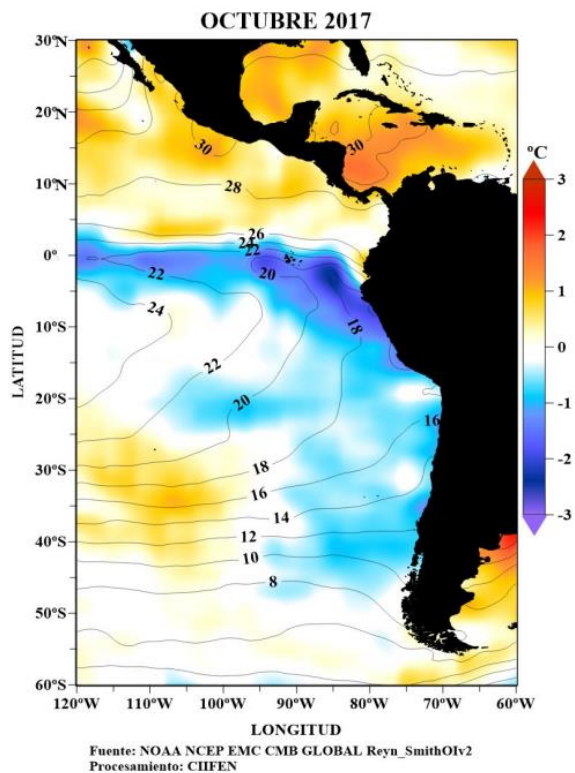 OCTUBRE 2017
30°N
20°N
10°N
0°
10°S
20°S
30°S
40°S
50°S
60°S
LATITUD
30
30
28
26
24
22
22
20
24
18
22
20
16
18
16
14
12
10
8
°C
3
2
1
0
-1
-2
-3
120°W 110°W 100°W 90°W 80°W 70°W 60°W
LONGITUD
Fuente: NOAA NCEP EMC CMB GLOBAL Reyn_SmithOIv2
Procesamiento: CIIFEN